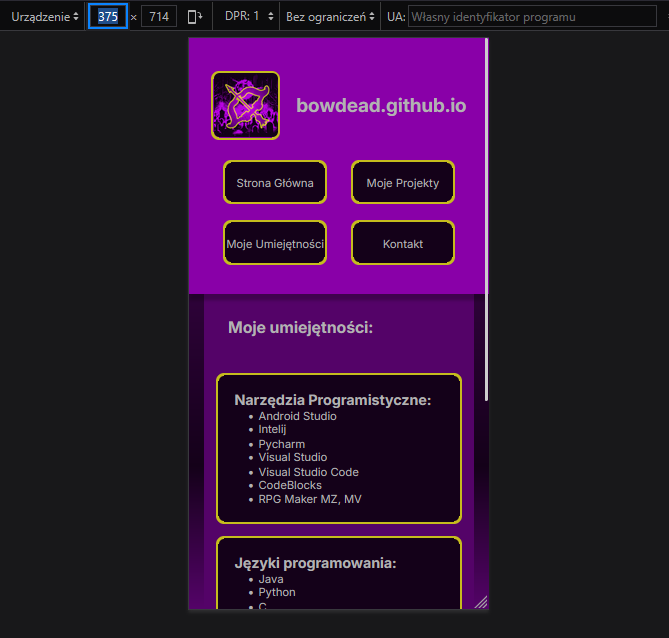 Urządzenie 375 × 714 DPR: 1 Bez ograniczeń UA: Własny identyfikator programu
bowdead.github.io
Strona Główna Moje Projekty
Moje Umiejętności Kontakt
Moje umiejętności:
Narzędzia Programistyczne:
• Android Studio
• Intelij
• Pycharm
• Visual Studio
• Visual Studio Code
• CodeBlocks
• RPG Maker MZ, MV
Języki programowania:
• Java
• Python
• C